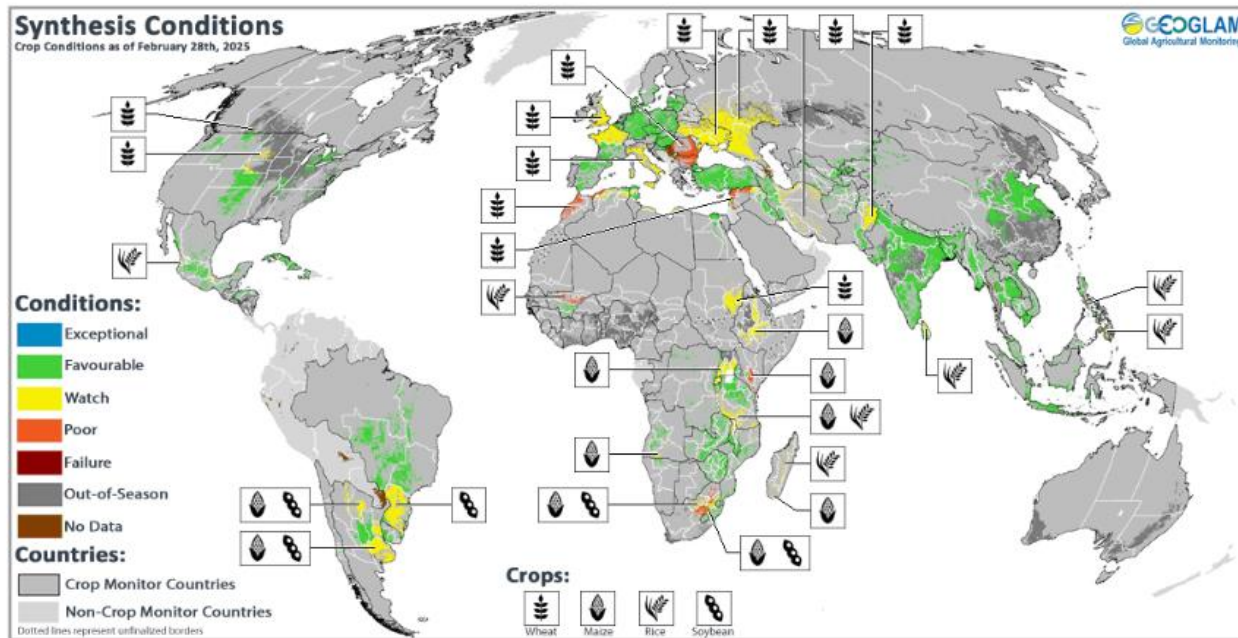 Synthesis Conditions
Crop Conditions as of February 28th, 2025
GEOGLAM
Global Agricultural Monitoring
Conditions:
Exceptional
Favourable
Watch
Poor
Failure
Out-of-Season
No Data
Countries:
Crop Monitor Countries
Non-Crop Monitor Countries
Dotted lines represent unfinalized borders
Crops:
Wheat
Maize
Rice
Soybean